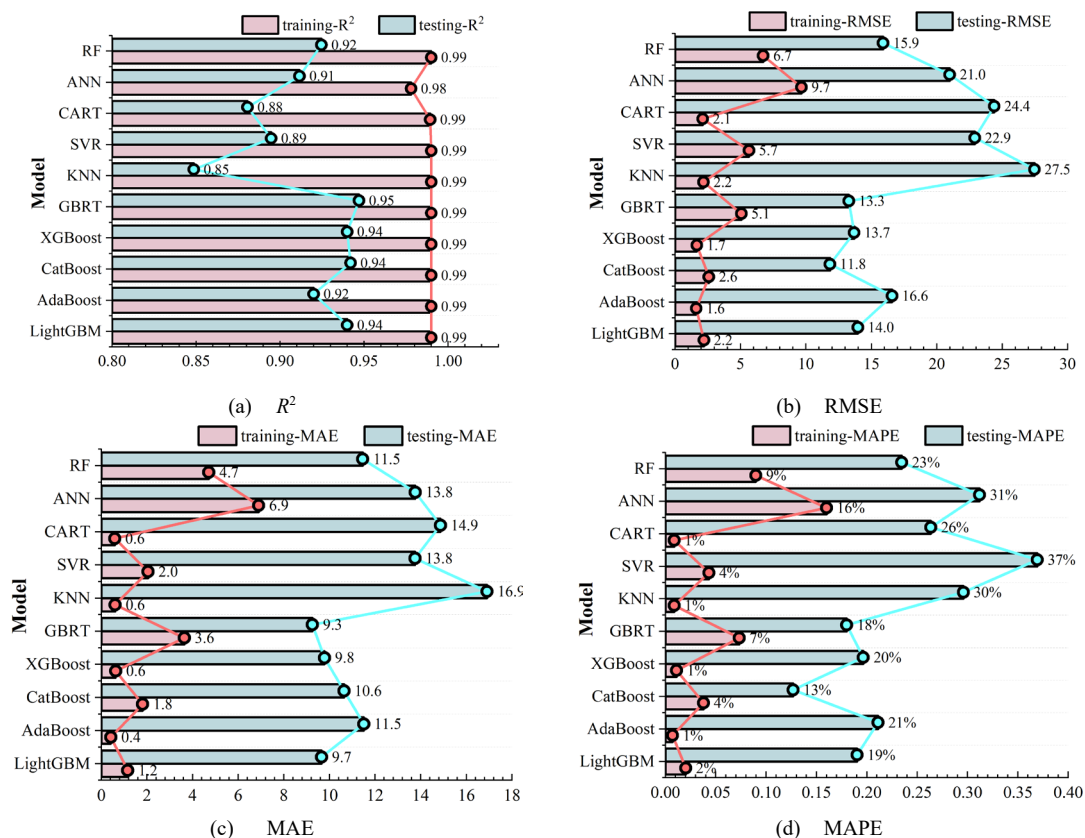 training-R² testing-R²
Model
RF
ANN
CART
SVR
KNN
GBRT
XGBoost
CatBoost
AdaBoost
LightGBM
0.92
0.99
0.91
0.98
0.88
0.99
0.89
0.99
0.85
0.99
0.95
0.99
0.94
0.99
0.94
0.99
0.92
0.99
0.94
0.99
0.80 0.85 0.90 0.95 1.00
(a) R²
training-RMSE testing-RMSE
Model
RF
ANN
CART
SVR
KNN
GBRT
XGBoost
CatBoost
AdaBoost
LightGBM
15.9
6.7
21.0
9.7
24.4
2.1
22.9
5.7
27.5
2.2
13.3
5.1
13.7
1.7
11.8
2.6
16.6
1.6
14.0
2.2
0 5 10 15 20 25 30
(b) RMSE
training-MAE testing-MAE
Model
RF
ANN
CART
SVR
KNN
GBRT
XGBoost
CatBoost
AdaBoost
LightGBM
11.5
4.7
13.8
6.9
14.9
0.6
13.8
2.0
16.9
0.6
9.3
3.6
9.8
0.6
10.6
1.8
11.5
0.4
9.7
1.2
0 2 4 6 8 10 12 14 16 18
(c) MAE
training-MAPE testing-MAPE
Model
RF
ANN
CART
SVR
KNN
GBRT
XGBoost
CatBoost
AdaBoost
LightGBM
23%
9%
31%
16%
26%
1%
37%
4%
30%
1%
18%
7%
20%
1%
13%
4%
21%
1%
19%
2%
0.00 0.05 0.10 0.15 0.20 0.25 0.30 0.35 0.40
(d) MAPE